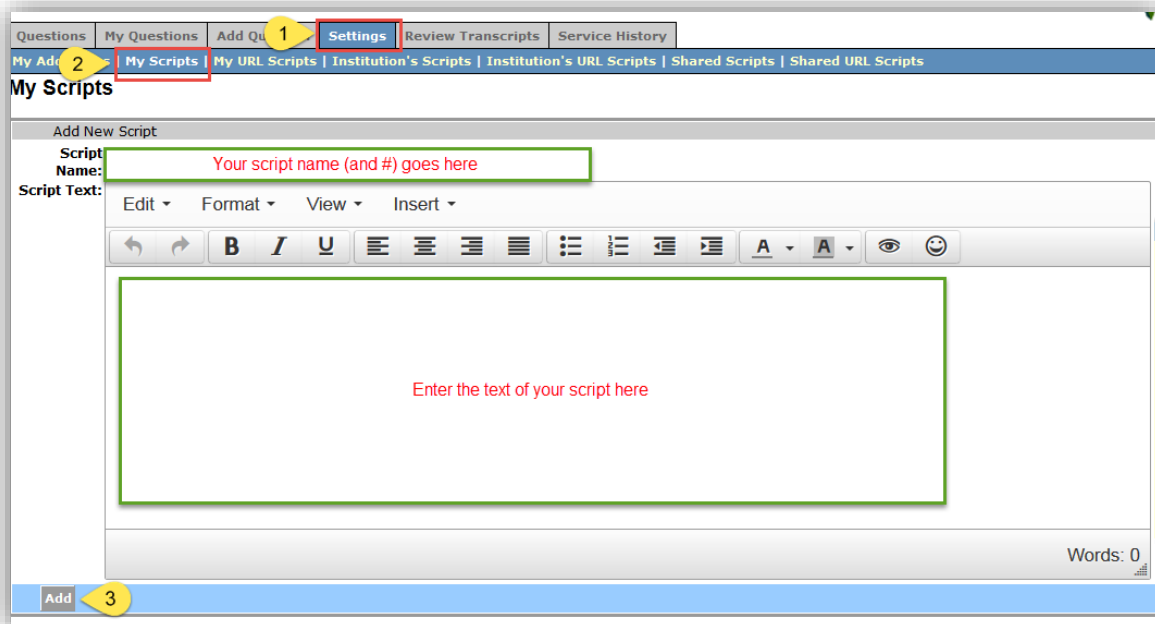 Questions My Questions Add Qu 1 Settings Review Transcripts Service History
My Ad 2 s | My Scripts | My URL Scripts | Institution's Scripts | Institution's URL Scripts | Shared Scripts | Shared URL Scripts
My Scripts
Add New Script
Script Name: Your script name (and #) goes here
Script Text:
Edit Format View Insert
B I U A A
Enter the text of your script here
Words: 0
Add 3